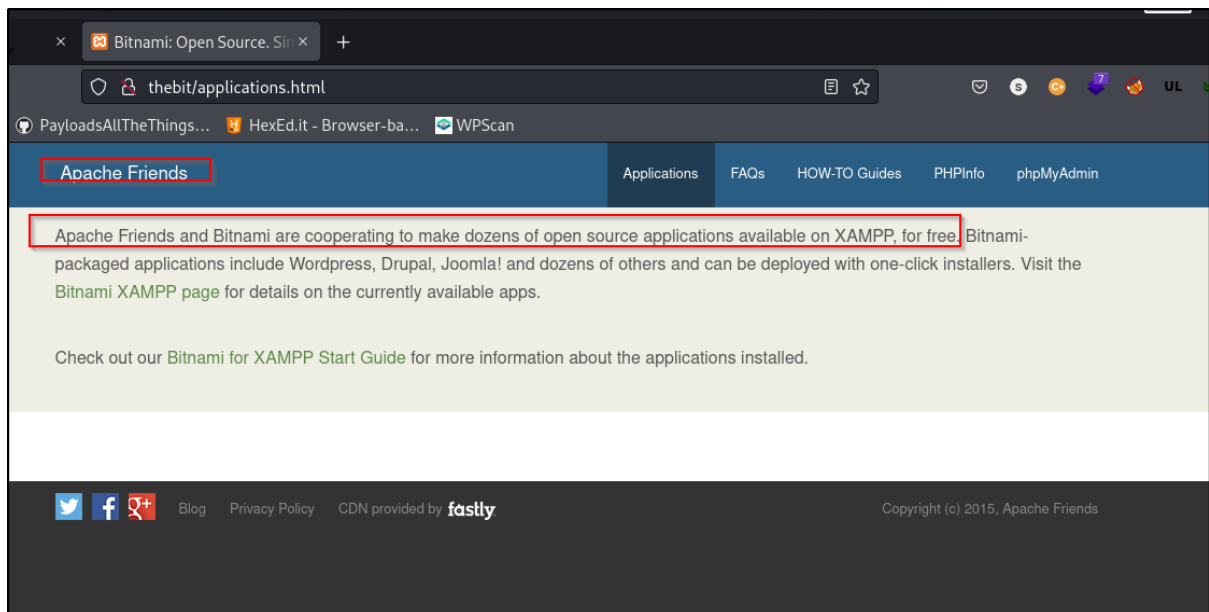 Bitnami: Open Source. Sin
thebit/applications.html
7
S
C
UL
PayloadsAllTheThings...
HexEd.it - Browser-ba...
WPScan
Apache Friends
Applications
FAQs
HOW-TO Guides
PHPInfo
phpMyAdmin
Apache Friends and Bitnami are cooperating to make dozens of open source applications available on XAMPP, for free. Bitnami-
packaged applications include Wordpress, Drupal, Joomla! and dozens of others and can be deployed with one-click installers. Visit the
Bitnami XAMPP page for details on the currently available apps.
Check out our Bitnami for XAMPP Start Guide for more information about the applications installed.
Blog
Privacy Policy
CDN provided by fastly
Copyright (c) 2015, Apache Friends